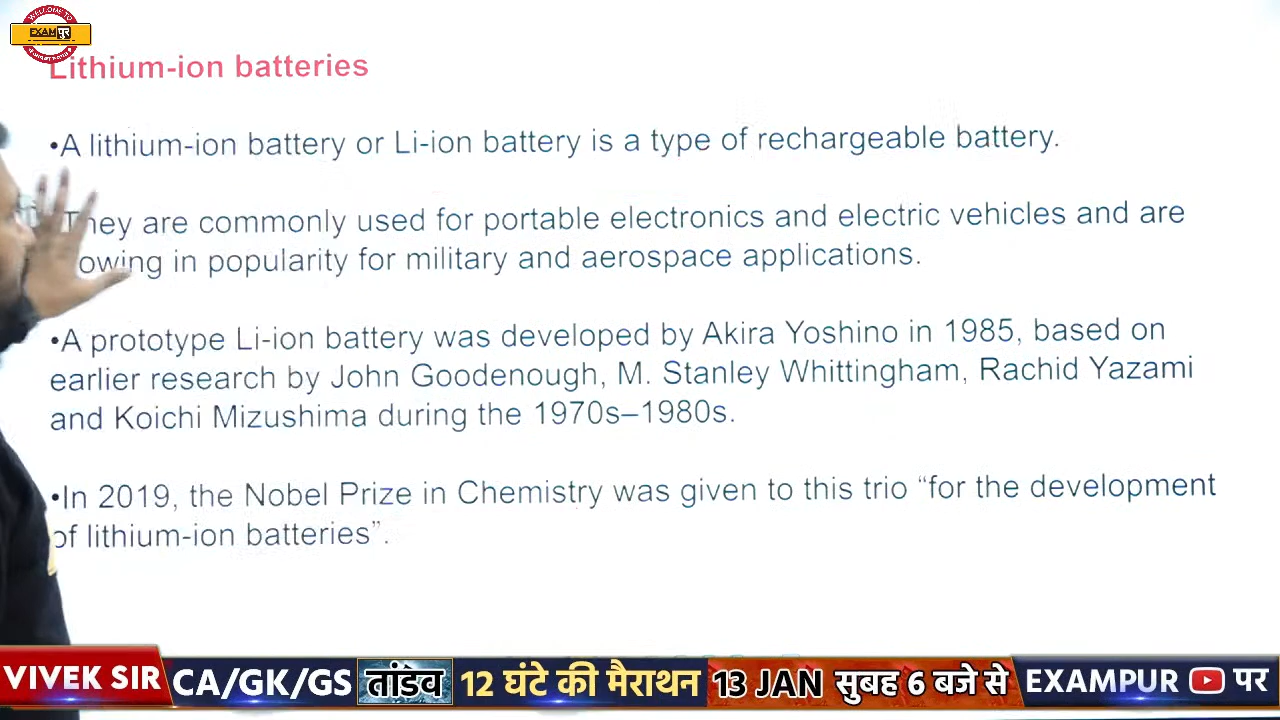 WELCOME TO
EXAMपुर
Lithium-ion batteries
•A lithium-ion battery or Li-ion battery is a type of rechargeable battery.
They are commonly used for portable electronics and electric vehicles and are
owing in popularity for military and aerospace applications.
•A prototype Li-ion battery was developed by Akira Yoshino in 1985, based on
earlier research by John Goodenough, M. Stanley Whittingham, Rachid Yazami
and Koichi Mizushima during the 1970s–1980s.
•In 2019, the Nobel Prize in Chemistry was given to this trio “for the development
of lithium-ion batteries”.
VIVEK SIR CA/GK/GS तांडव 12 घंटे की मैराथन 13 JAN सुबह 6 बजे से EXAMPUR पर